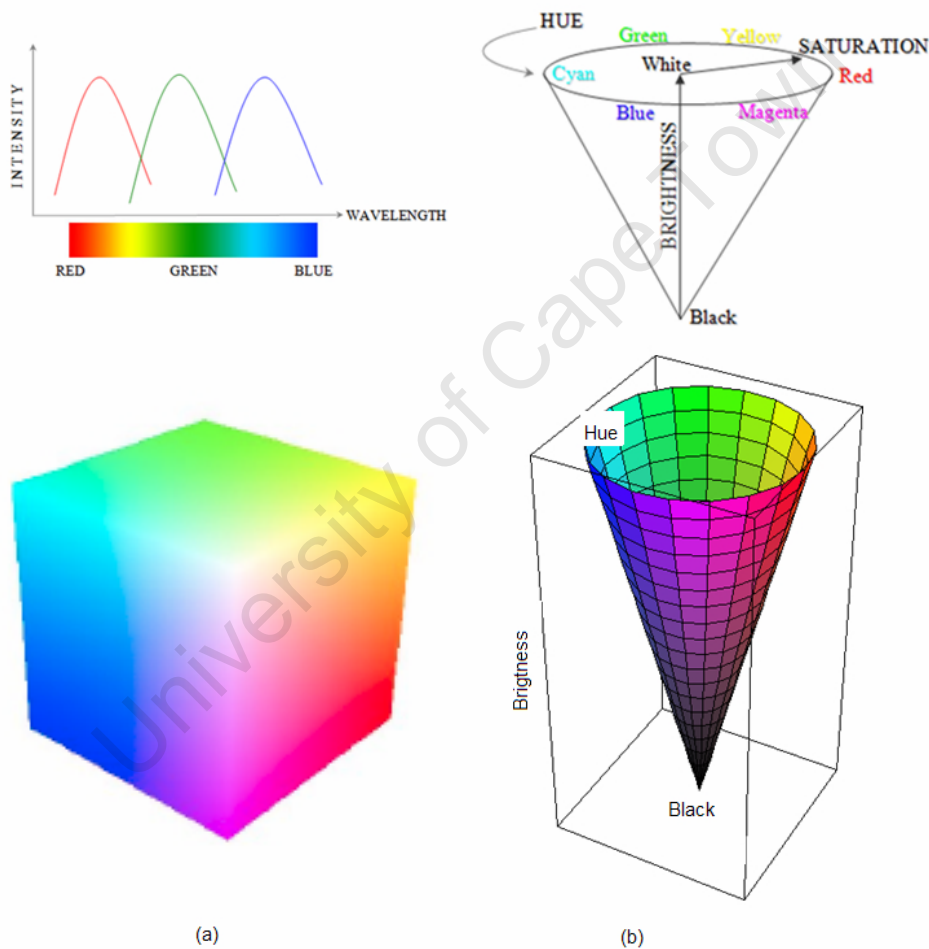 INTENSITY
WAVELENGTH
RED GREEN BLUE
HUE
Green Yellow
SATURATION
White
Cyan Red
Blue Magenta
BRIGHTNESS
Black
Hue
Brigtness
Black
(a) (b)
University of Cape Town